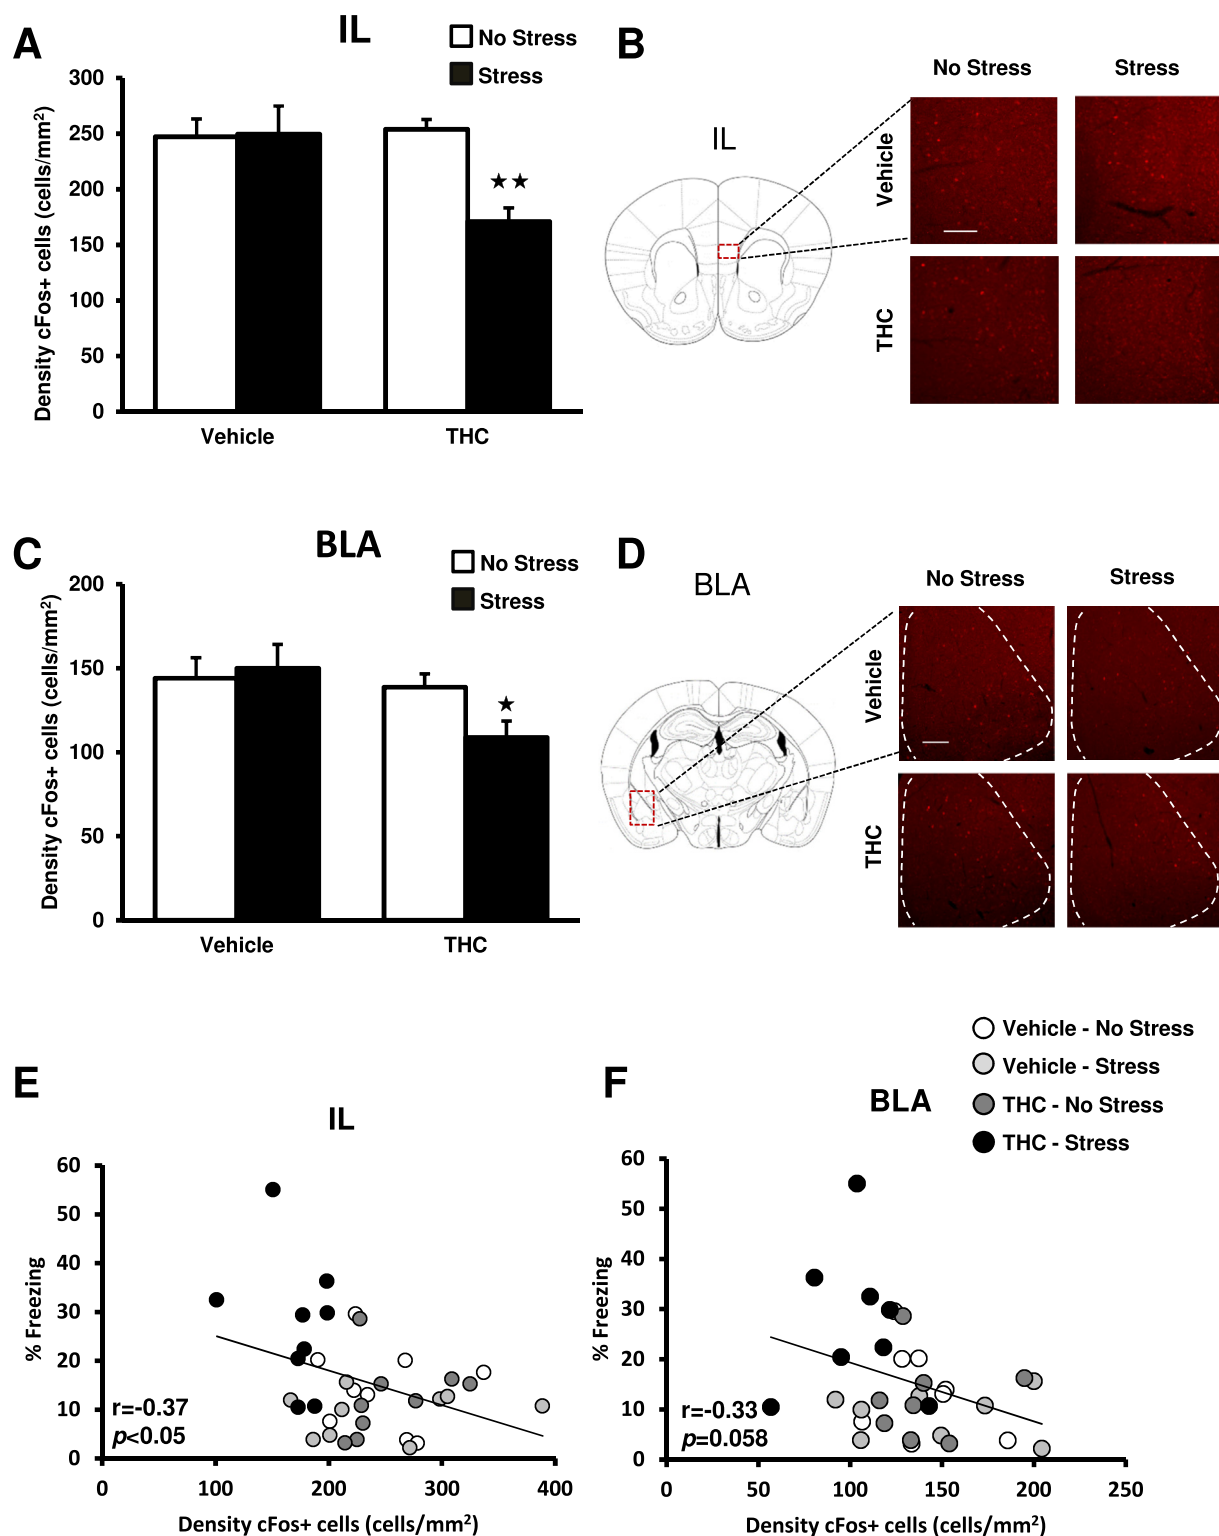 A
IL
No Stress
Stress
Density cFos+ cells (cells/mm²)
300
250
200
150
100
50
0
★★
Vehicle
THC
B
No Stress
Stress
IL
Vehicle
THC
C
BLA
No Stress
Stress
Density cFos+ cells (cells/mm²)
200
150
100
50
0
★
Vehicle
THC
D
BLA
No Stress
Stress
Vehicle
THC
Vehicle - No Stress
Vehicle - Stress
THC - No Stress
THC - Stress
E
IL
% Freezing
60
50
40
30
20
10
0
r=-0.37
p<0.05
0 100 200 300 400
Density cFos+ cells (cells/mm²)
F
BLA
% Freezing
60
50
40
30
20
10
0
r=-0.33
p=0.058
0 50 100 150 200 250
Density cFos+ cells (cells/mm²)